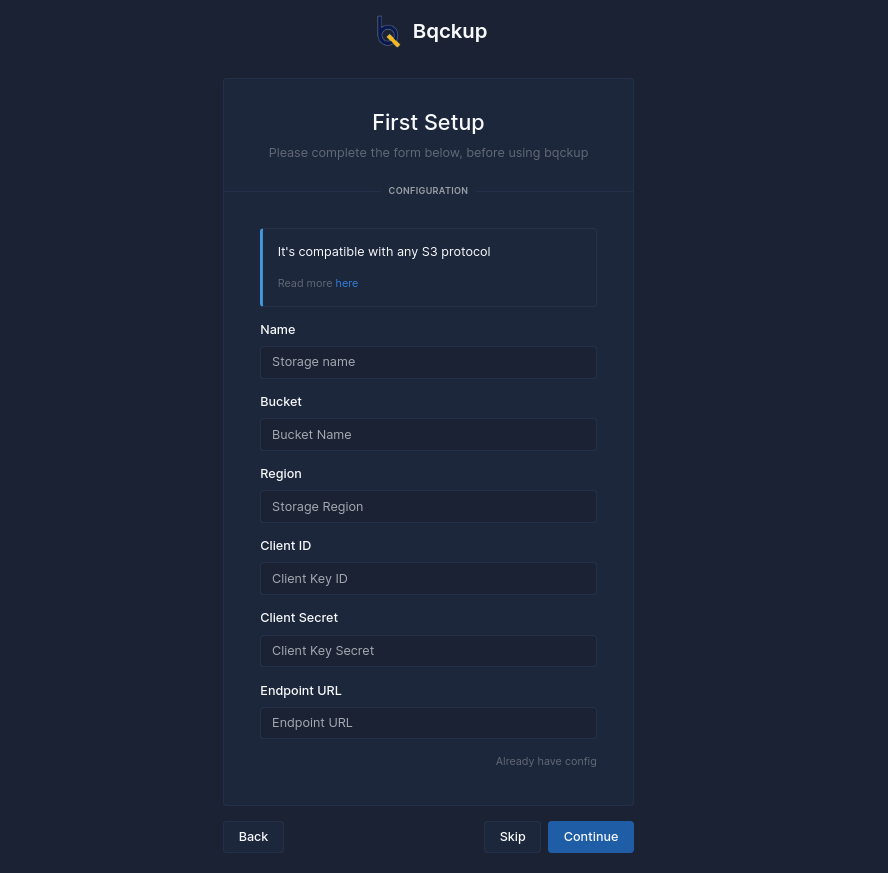 Bqckup
First Setup
Please complete the form below, before using bqckup
CONFIGURATION
It's compatible with any S3 protocol
Read more here
Name
Storage name
Bucket
Bucket Name
Region
Storage Region
Client ID
Client Key ID
Client Secret
Client Key Secret
Endpoint URL
Endpoint URL
Already have config
Back Skip Continue